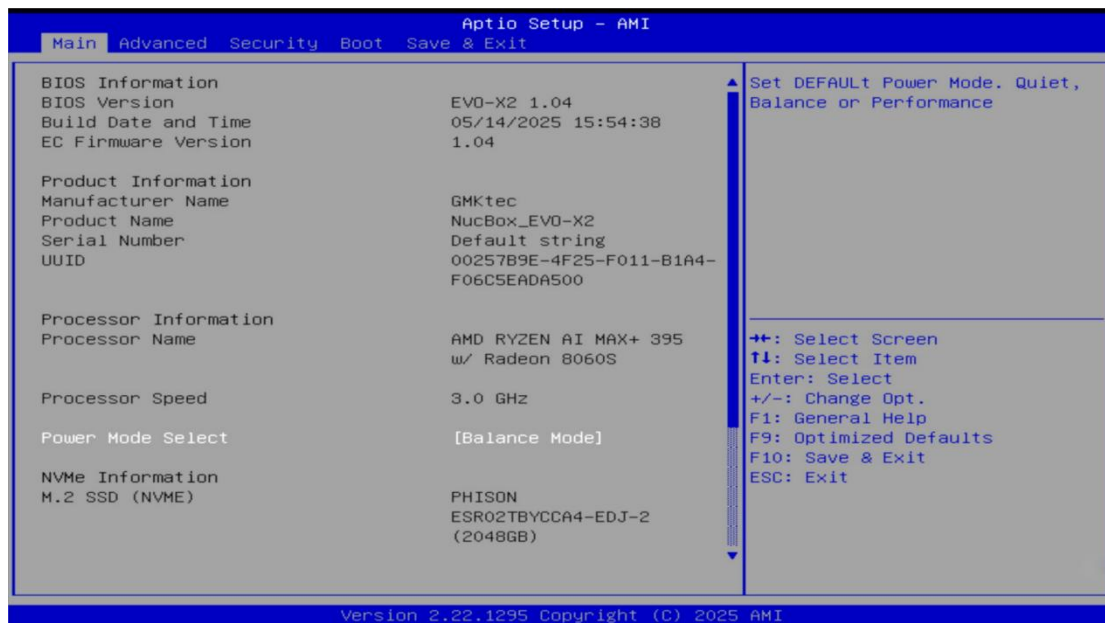 Aptio Setup - AMI
Main Advanced Security Boot Save & Exit
BIOS Information
BIOS Version EVO-X2 1.04
Build Date and Time 05/14/2025 15:54:38
EC Firmware Version 1.04
Product Information
Manufacturer Name GMKtec
Product Name NucBox_EVO-X2
Serial Number Default string
UUID 00257B9E-4F25-F011-B1A4-
F06C5EADA500
Processor Information
Processor Name AMD RYZEN AI MAX+ 395
w/ Radeon 8060S
Processor Speed 3.0 GHz
Power Mode Select [Balance Mode]
NVMe Information
M.2 SSD (NVME) PHISON
ESR02TBYCCA4-EDJ-2
(2048GB)
Set DEFAULt Power Mode. Quiet,
Balance or Performance
→←: Select Screen
↑↓: Select Item
Enter: Select
+/-: Change Opt.
F1: General Help
F9: Optimized Defaults
F10: Save & Exit
ESC: Exit
Version 2.22.1295 Copyright (C) 2025 AMI